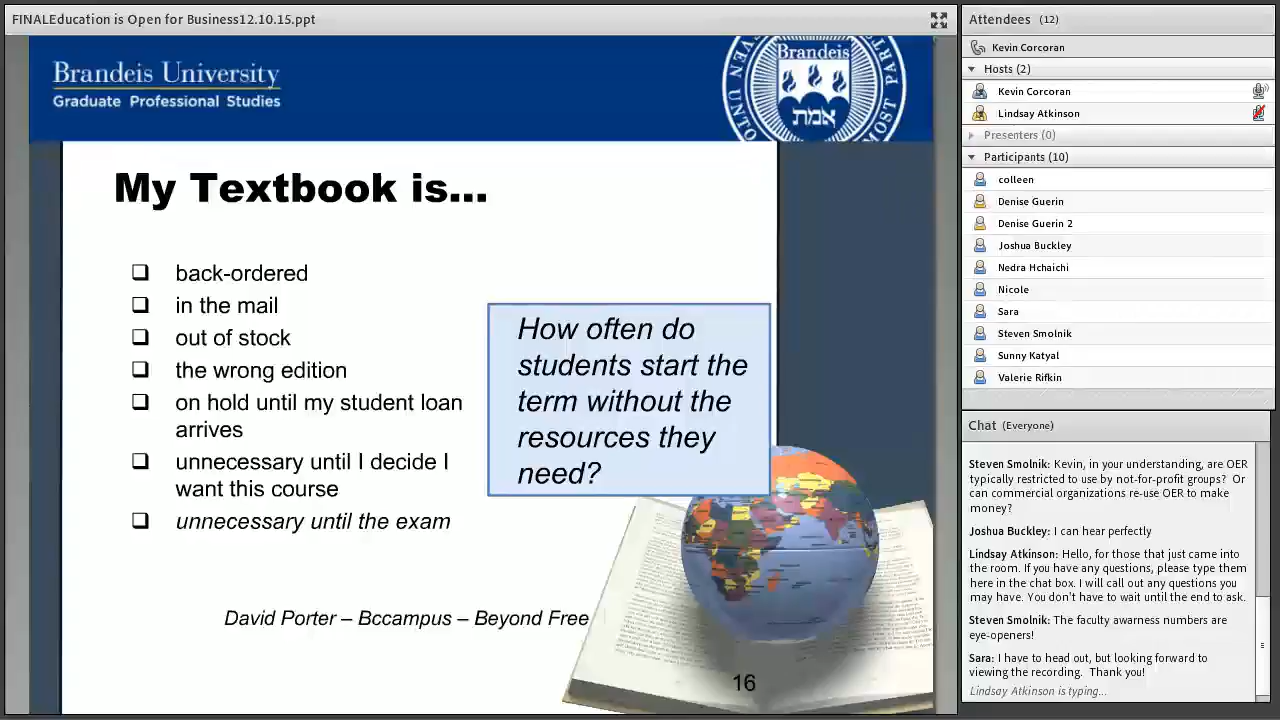 FINALEducation is Open for Business12.10.15.ppt
Brandeis University
Graduate Professional Studies
Brandeis
אמת
My Textbook is...
❑ back-ordered
❑ in the mail
❑ out of stock
❑ the wrong edition
❑ on hold until my student loan
arrives
❑ unnecessary until I decide I
want this course
❑ unnecessary until the exam
How often do
students start the
term without the
resources they
need?
David Porter – Bccampus – Beyond Free
16
Attendees (12)
Kevin Corcoran
Hosts (2)
Kevin Corcoran
Lindsay Atkinson
Presenters (0)
Participants (10)
colleen
Denise Guerin
Denise Guerin 2
Joshua Buckley
Nedra Hchaichi
Nicole
Sara
Steven Smolnik
Sunny Katyal
Valerie Rifkin
Chat (Everyone)
Steven Smolnik: Kevin, in your understanding, are OER
typically restricted to use by not-for-profit groups? Or
can commercial organizations re-use OER to make
money?
Joshua Buckley: I can hear perfectly
Lindsay Atkinson: Hello, for those that just came into
the room. If you have any questions, please type them
here in the chat box. I will call out any questions you
may have. You don't have to wait until the end to ask.
Steven Smolnik: The faculty awarness numbers are
eye-openers!
Sara: I have to head out, but looking forward to
viewing the recording. Thank you!
Lindsay Atkinson is typing...